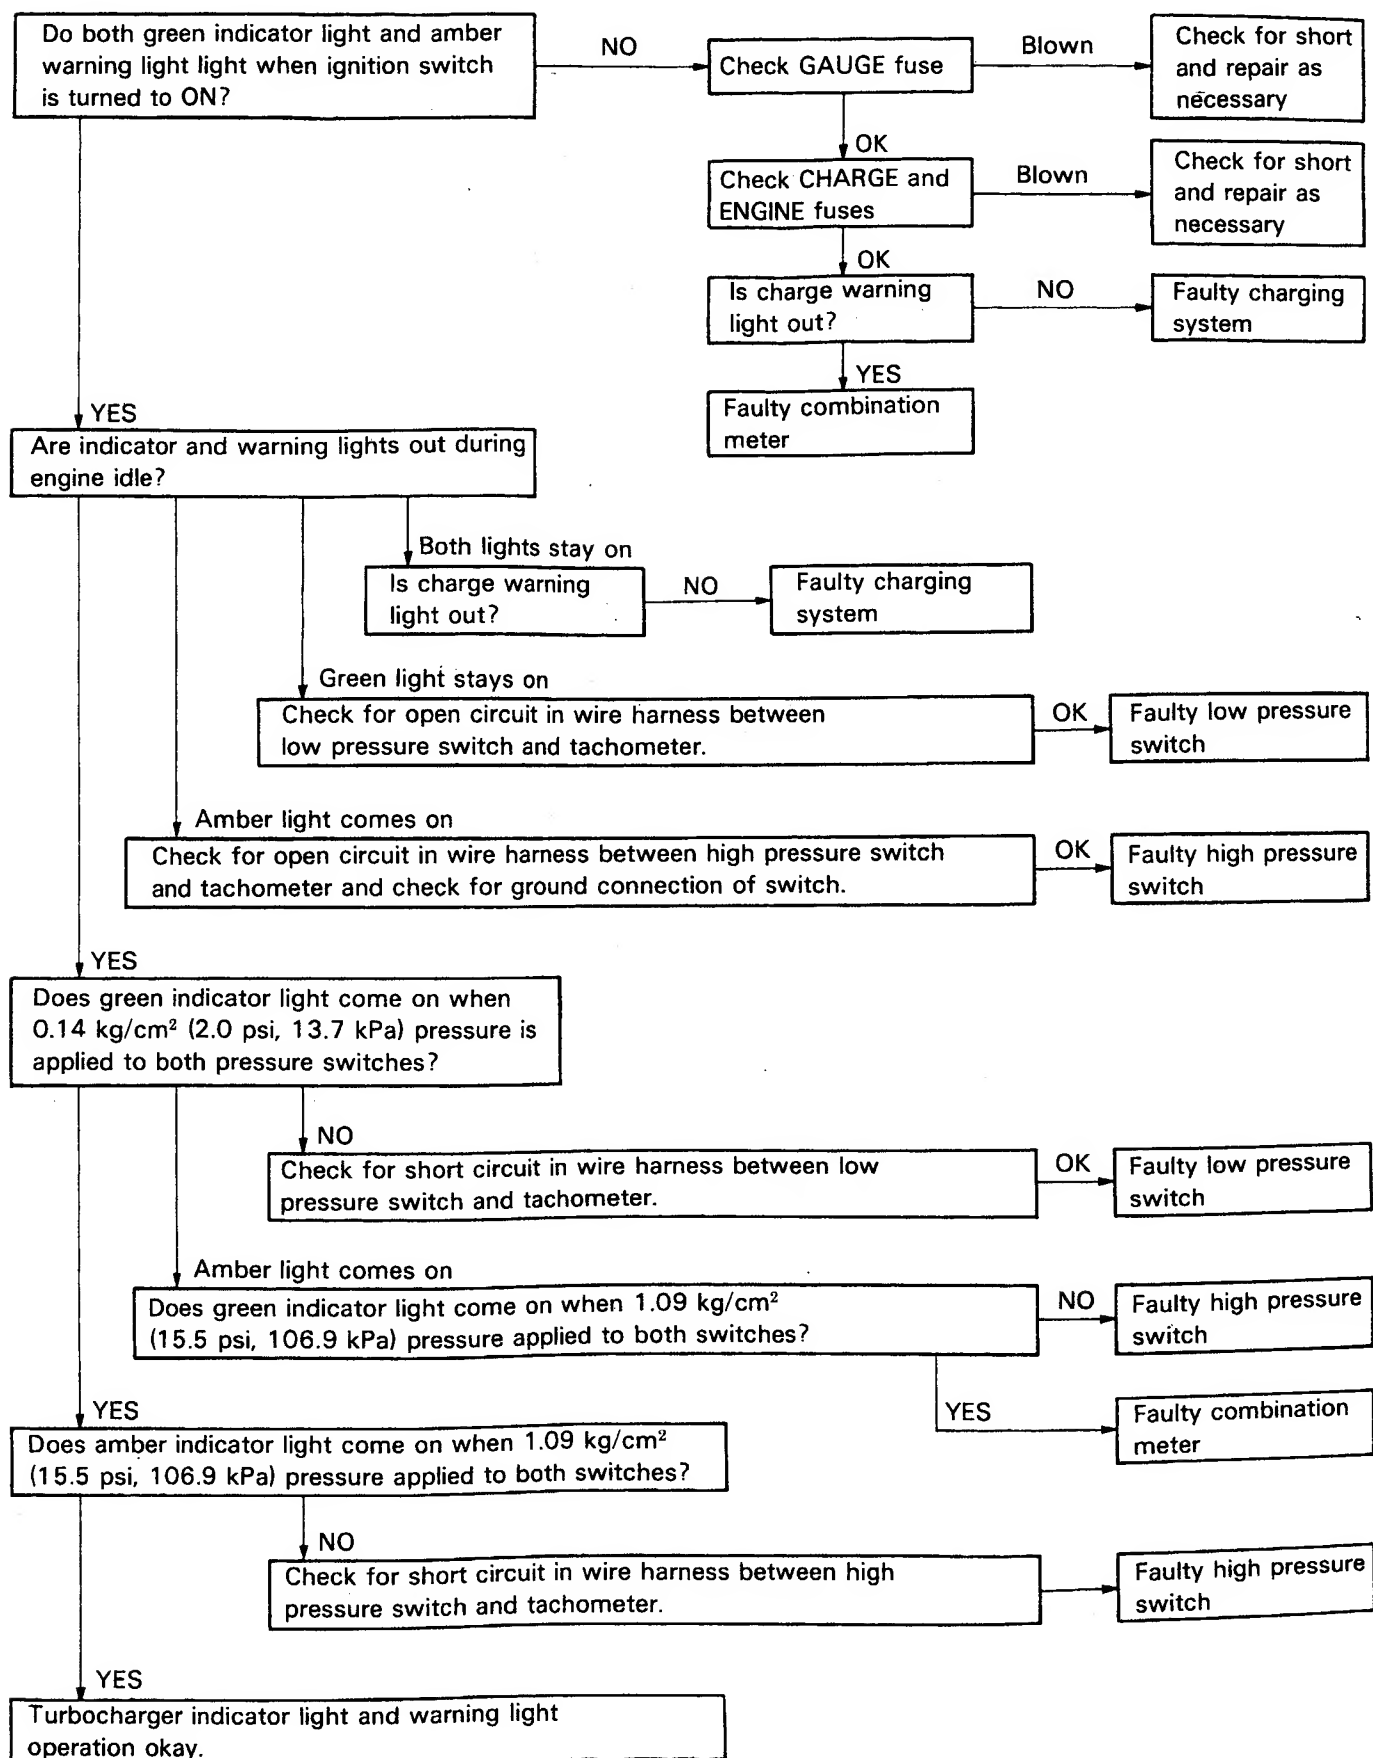 Do both green indicator light and amber
warning light light when ignition switch
is turned to ON?
NO
Check GAUGE fuse
Blown
Check for short
and repair as
necessary
OK
Check CHARGE and
ENGINE fuses
Blown
Check for short
and repair as
necessary
OK
Is charge warning
light out?
NO
Faulty charging
system
YES
Faulty combination
meter
YES
Are indicator and warning lights out during
engine idle?
Both lights stay on
Is charge warning
light out?
NO
Faulty charging
system
Green light stays on
Check for open circuit in wire harness between
low pressure switch and tachometer.
OK
Faulty low pressure
switch
Amber light comes on
Check for open circuit in wire harness between high pressure switch
and tachometer and check for ground connection of switch.
OK
Faulty high pressure
switch
YES
Does green indicator light come on when
0.14 kg/cm² (2.0 psi, 13.7 kPa) pressure is
applied to both pressure switches?
NO
Check for short circuit in wire harness between low
pressure switch and tachometer.
OK
Faulty low pressure
switch
Amber light comes on
Does green indicator light come on when 1.09 kg/cm²
(15.5 psi, 106.9 kPa) pressure applied to both switches?
NO
Faulty high pressure
switch
YES
Faulty combination
meter
YES
Does amber indicator light come on when 1.09 kg/cm²
(15.5 psi, 106.9 kPa) pressure applied to both switches?
NO
Check for short circuit in wire harness between high
pressure switch and tachometer.
Faulty high pressure
switch
YES
Turbocharger indicator light and warning light
operation okay.